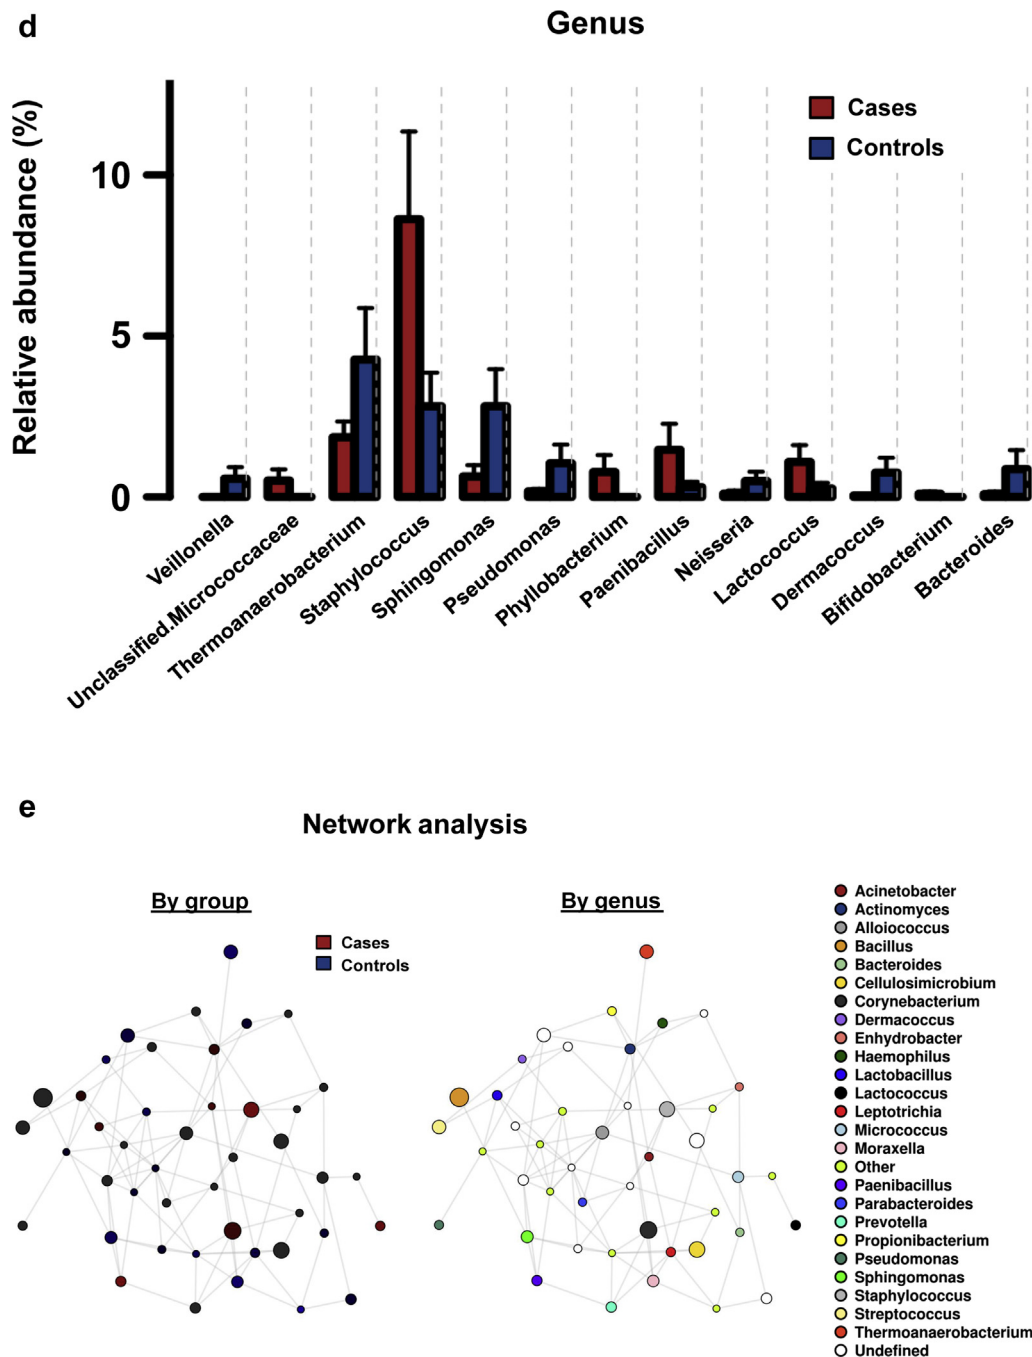 d
Genus
Relative abundance (%)
10
5
0
Cases
Controls
Veillonella
Unclassified.Micrococcaceae
Thermoanaerobacterium
Staphylococcus
Sphingomonas
Pseudomonas
Phyllobacterium
Paenibacillus
Neisseria
Lactococcus
Dermacoccus
Bifidobacterium
Bacteroides
e
Network analysis
By group
Cases
Controls
By genus
Acinetobacter
Actinomyces
Alloiococcus
Bacillus
Bacteroides
Cellulosimicrobium
Corynebacterium
Dermacoccus
Enhydrobacter
Haemophilus
Lactobacillus
Lactococcus
Leptotrichia
Micrococcus
Moraxella
Other
Paenibacillus
Parabacteroides
Prevotella
Propionibacterium
Pseudomonas
Sphingomonas
Staphylococcus
Streptococcus
Thermoanaerobacterium
Undefined